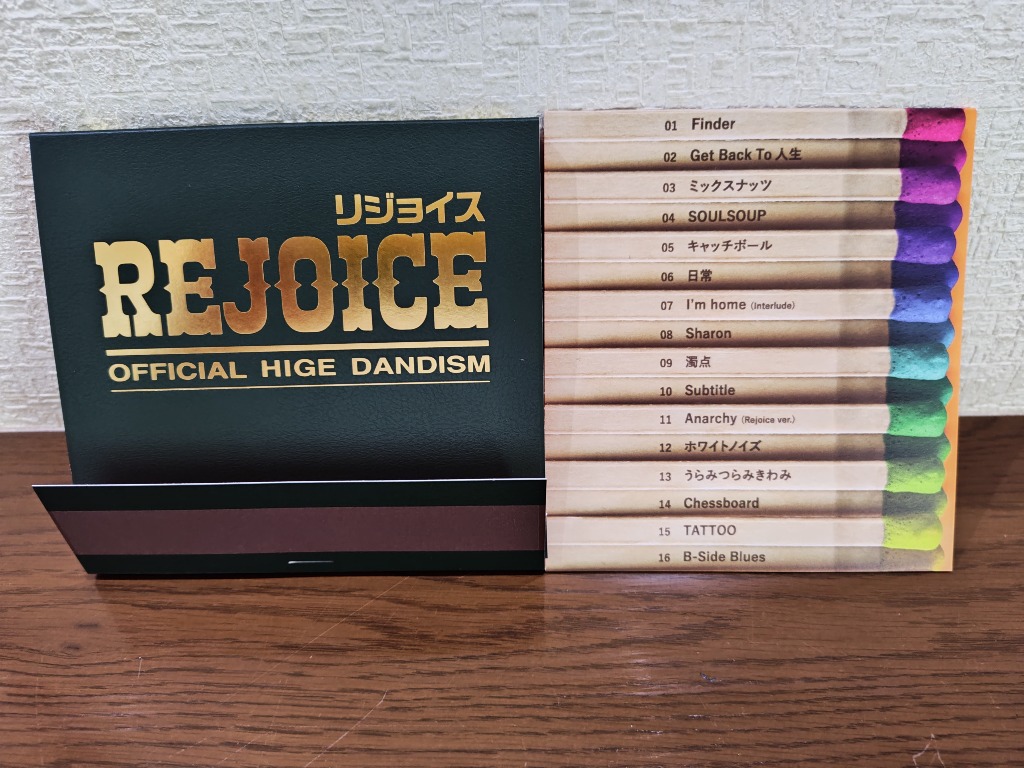 リジョイス
REJOICE
OFFICIAL HIGE DANDISM
01 Finder
02 Get Back To 人生
03 ミックスナッツ
04 SOULSOUP
05 キャッチボール
06 日常
07 I'm home (Interlude)
08 Sharon
09 濁点
10 Subtitle
11 Anarchy (Rejoice ver.)
12 ホワイトノイズ
13 うらみつらみきわみ
14 Chessboard
15 TATTOO
16 B-Side Blues